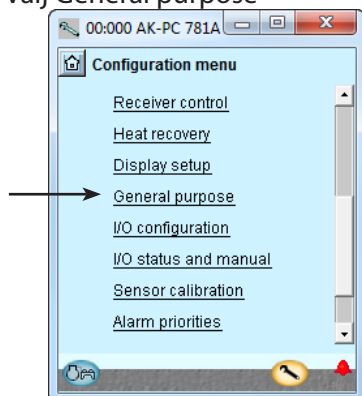 Välj General purpose
00:000 AK-PC 781A
Configuration menu
Receiver control
Heat recovery
Display setup
General purpose
I/O configuration
I/O status and manual
Sensor calibration
Alarm priorities